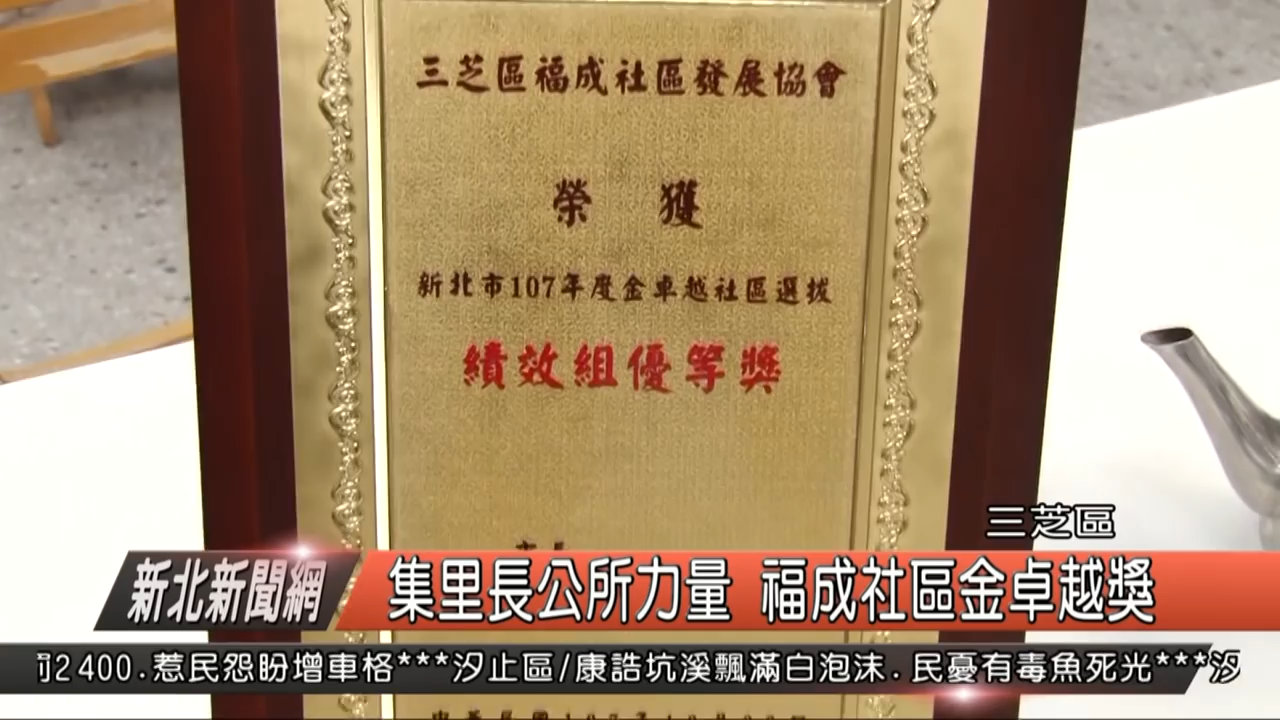 三芝區福成社區發展協會
榮 獲
新北市107年度金卓越社區選拔
績效組優等獎
三芝區
新北新聞網
集里長公所力量 福成社區金卓越獎
2400.惹民怨盼增車格***汐止區/康誥坑溪飄滿白泡沫.民憂有毒魚死光***汐